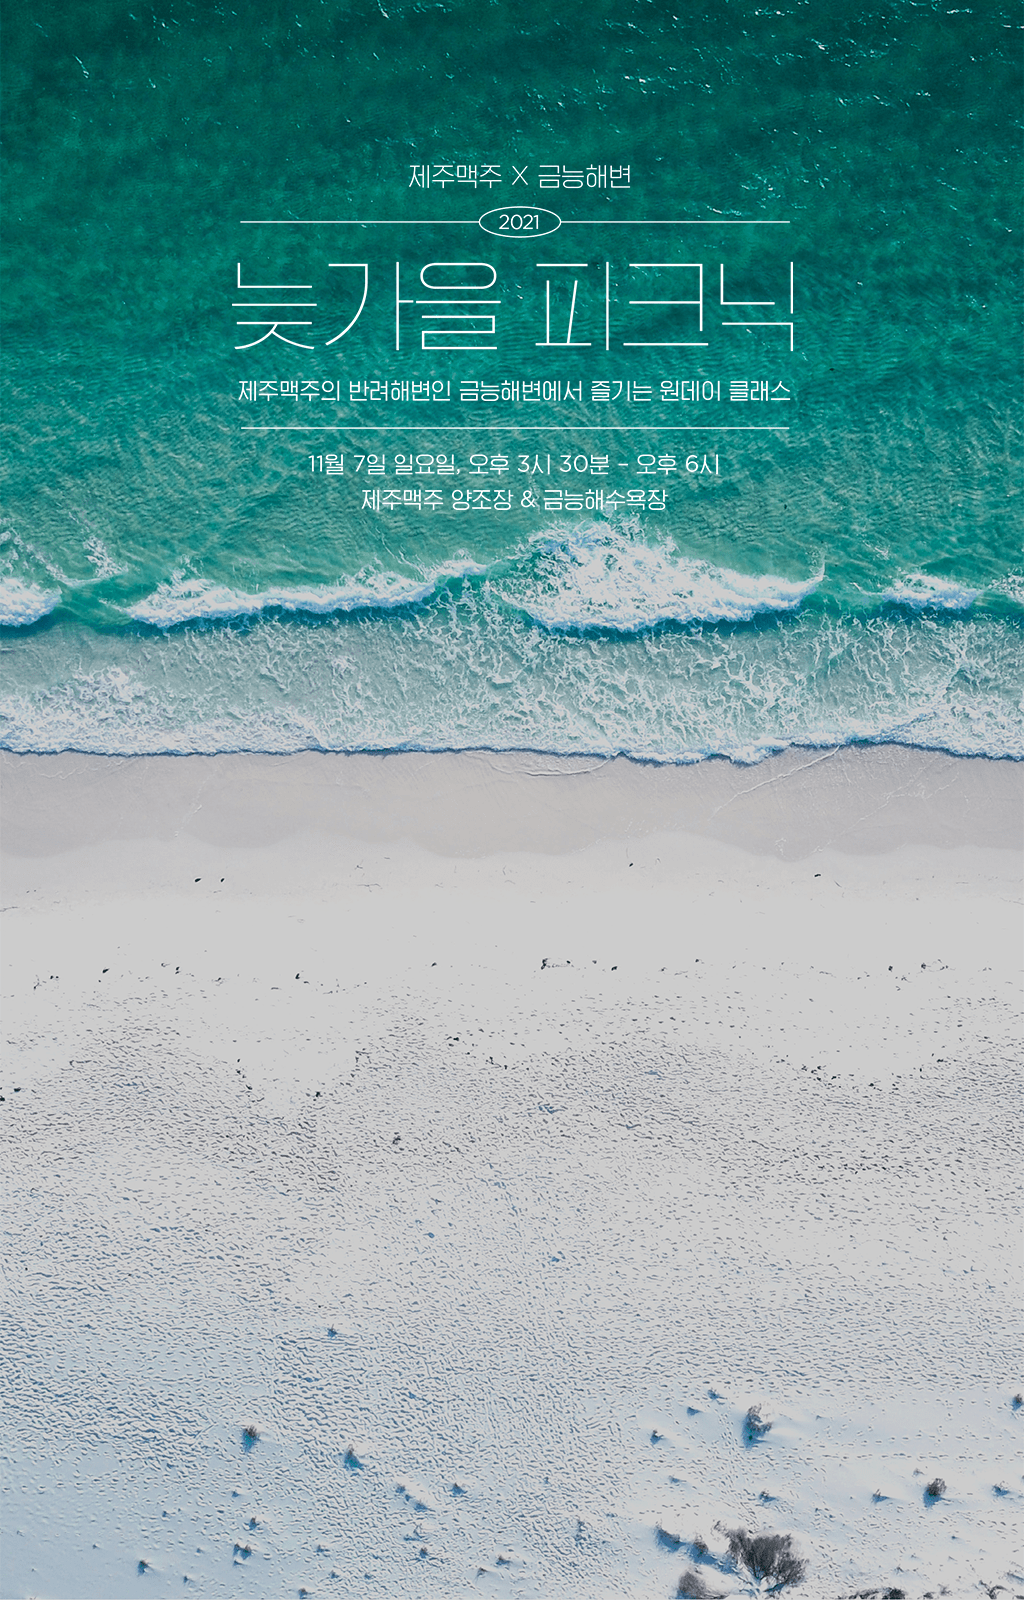 제주맥주 X 금능해변
2021
늦가을 피크닉
제주맥주의 반려해변인 금능해변에서 즐기는 원데이 클래스
11월 7일 일요일, 오후 3시 30분 - 오후 6시
제주맥주 양조장 & 금능해수욕장